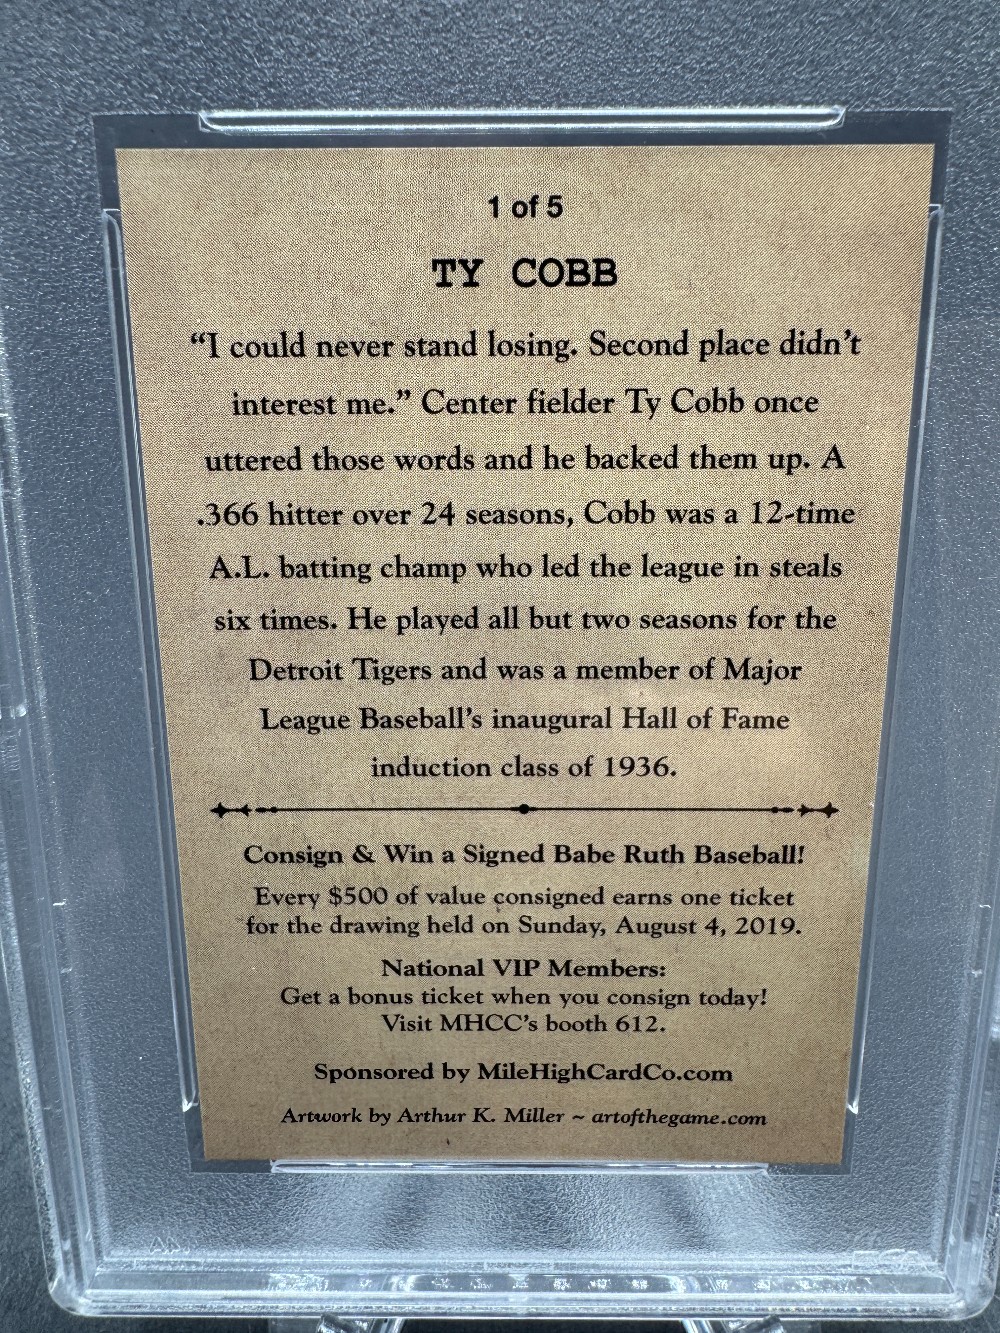 1 of 5
TY COBB
“I could never stand losing. Second place didn’t
interest me.” Center fielder Ty Cobb once
uttered those words and he backed them up. A
.366 hitter over 24 seasons, Cobb was a 12-time
A.L. batting champ who led the league in steals
six times. He played all but two seasons for the
Detroit Tigers and was a member of Major
League Baseball’s inaugural Hall of Fame
induction class of 1936.
Consign & Win a Signed Babe Ruth Baseball!
Every $500 of value consigned earns one ticket
for the drawing held on Sunday, August 4, 2019.
National VIP Members:
Get a bonus ticket when you consign today!
Visit MHCC’s booth 612.
Sponsored by MileHighCardCo.com
Artwork by Arthur K. Miller ~ artofthegame.com